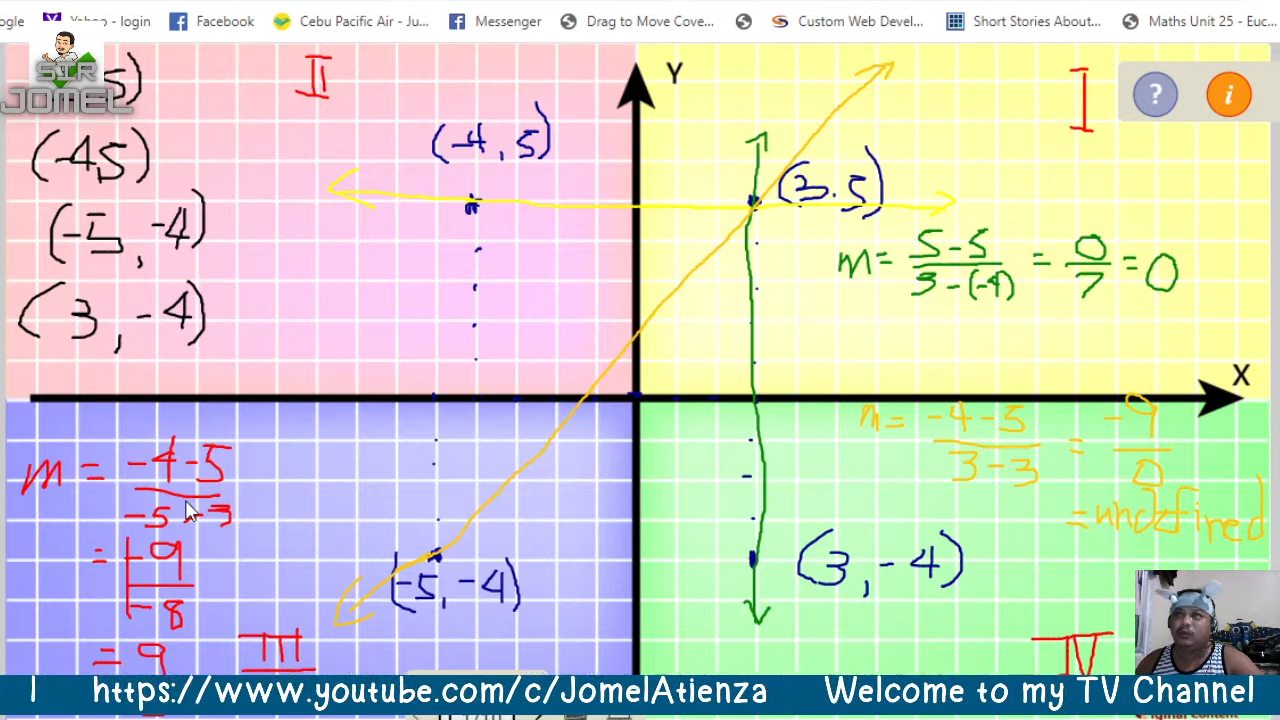 Yahoo - login
Facebook
Cebu Pacific Air - Ju...
Messenger
Drag to Move Cove...
Custom Web Devel...
Short Stories About...
Maths Unit 25 - Euc...
SIR
JOMEL
5)
(-45)
(-5, -4)
(3, -4)
II
(-4, 5)
Y
I
? i
(3.5)
m = 5-5 / 3-(-4) = 0/7 = 0
X
m = -4-5 / 3-3 = -9/0
= undefined
m = -4-5 / -5-3
= -9 / -8
= 9
III
(-5, -4)
(3, -4)
IV
https://www.youtube.com/c/JomelAtienza Welcome to my TV Channel